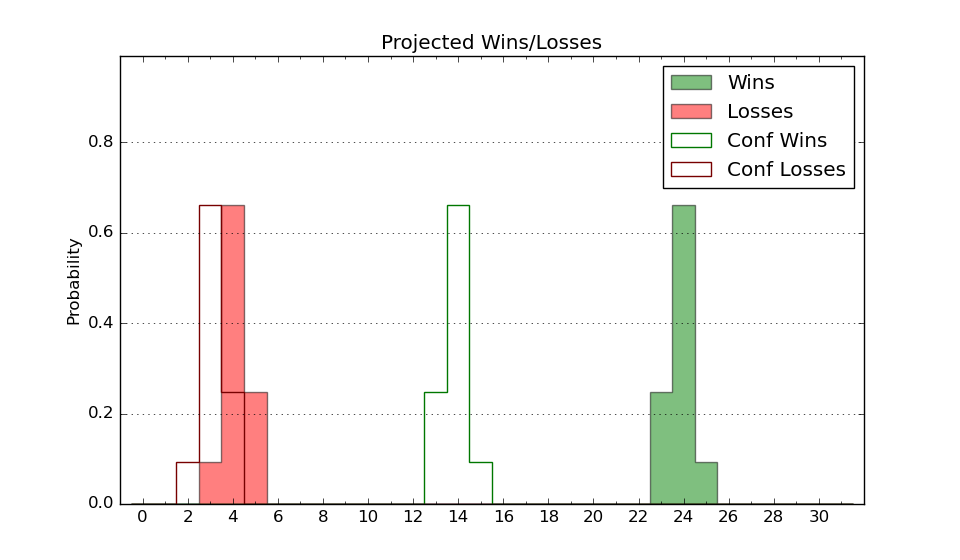 Projected Wins/Losses
Wins
Losses
Conf Wins
Conf Losses
Probability
0.8
0.6
0.4
0.2
0.0
0 2 4 6 8 10 12 14 16 18 20 22 24 26 28 30